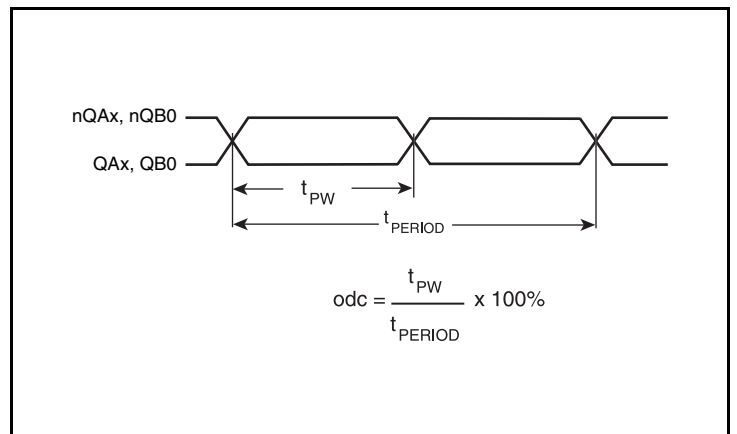 nQAx, nQB0
QAx, QB0
tPW
tPERIOD
odc = tPW / tPERIOD x 100%